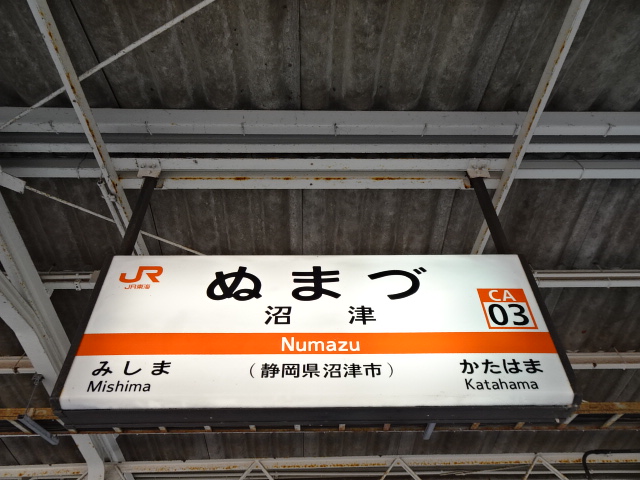 JR
JR東海
ぬまづ
沼津
CA
03
Numazu
みしま
Mishima
(静岡県沼津市)
かたはま
Katahama